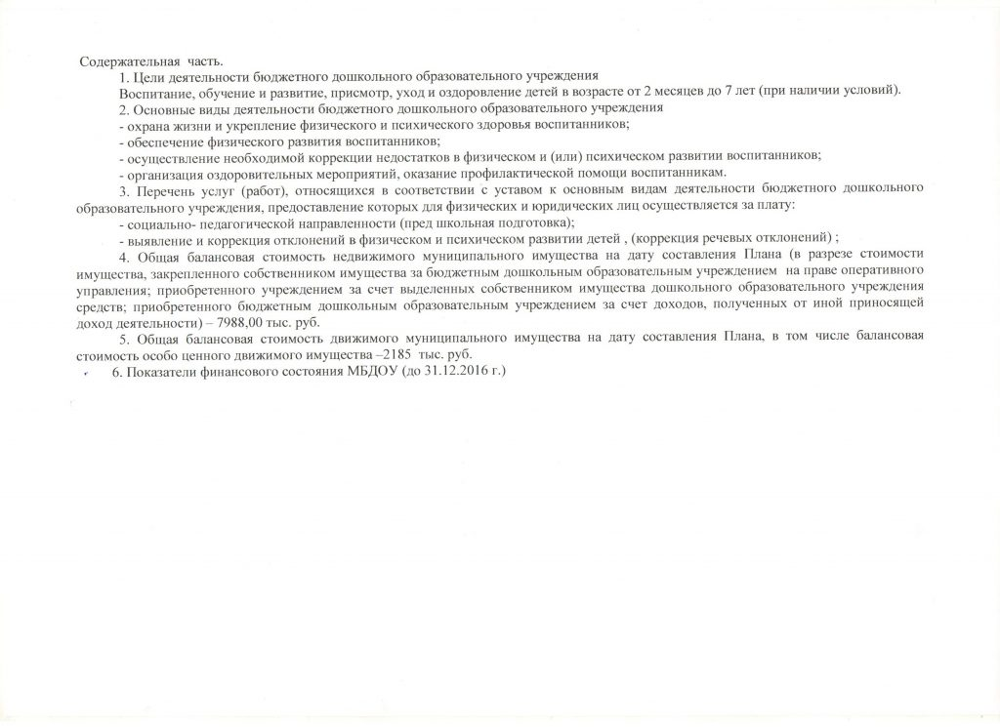 Содержательная часть.
1. Цели деятельности бюджетного дошкольного образовательного учреждения
Воспитание, обучение и развитие, присмотр, уход и оздоровление детей в возрасте от 2 месяцев до 7 лет (при наличии условий).
2. Основные виды деятельности бюджетного дошкольного образовательного учреждения
- охрана жизни и укрепление физического и психического здоровья воспитанников;
- обеспечение физического развития воспитанников;
- осуществление необходимой коррекции недостатков в физическом и (или) психическом развитии воспитанников;
- организация оздоровительных мероприятий, оказание профилактической помощи воспитанникам.
3. Перечень услуг (работ), относящихся в соответствии с уставом к основным видам деятельности бюджетного дошкольного
образовательного учреждения, предоставление которых для физических и юридических лиц осуществляется за плату:
- социально- педагогической направленности (пред школьная подготовка);
- выявление и коррекция отклонений в физическом и психическом развитии детей , (коррекция речевых отклонений) ;
4. Общая балансовая стоимость недвижимого муниципального имущества на дату составления Плана (в разрезе стоимости
имущества, закрепленного собственником имущества за бюджетным дошкольным образовательным учреждением на праве оперативного
управления; приобретенного учреждением за счет выделенных собственником имущества дошкольного образовательного учреждения
средств; приобретенного бюджетным дошкольным образовательным учреждением за счет доходов, полученных от иной приносящей
доход деятельности) – 7988,00 тыс. руб.
5. Общая балансовая стоимость движимого муниципального имущества на дату составления Плана, в том числе балансовая
стоимость особо ценного движимого имущества –2185 тыс. руб.
6. Показатели финансового состояния МБДОУ (до 31.12.2016 г.)